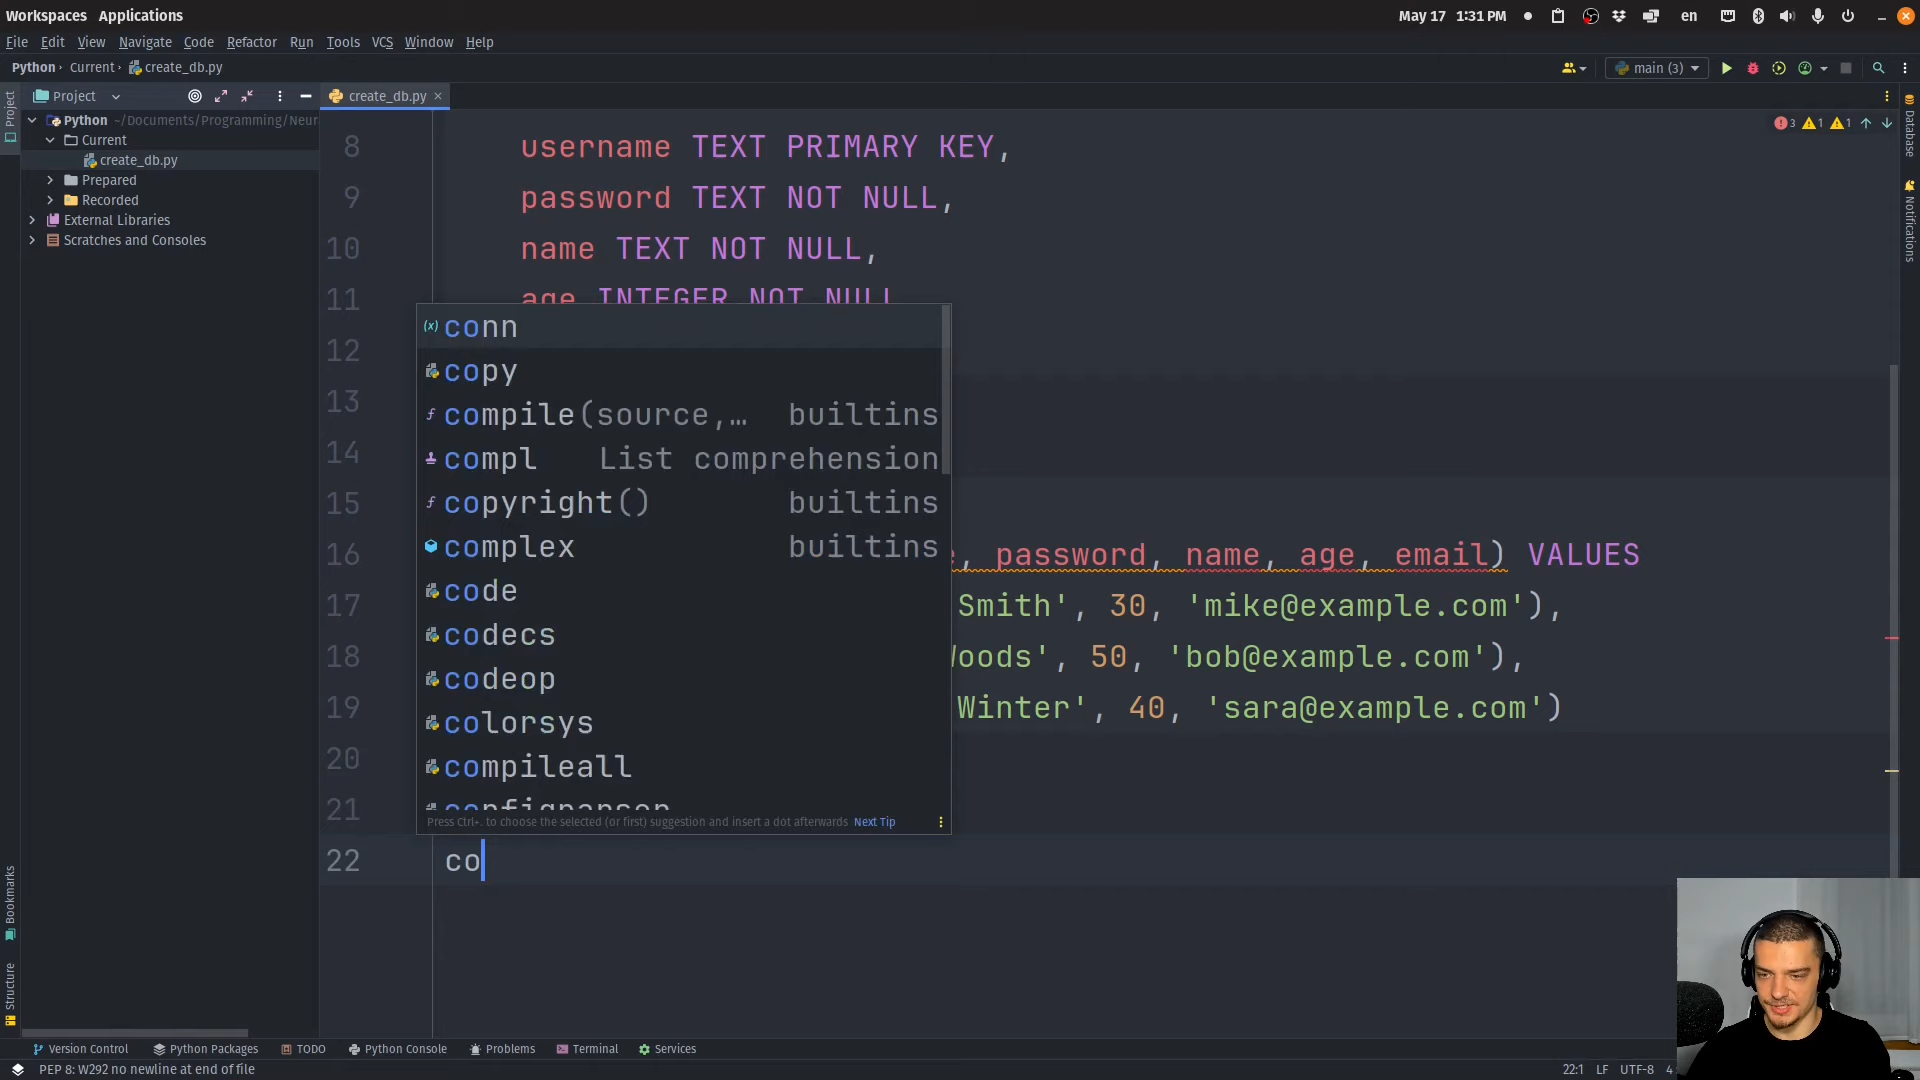 Workspaces Applications
May 17 1:31 PM
en
File Edit View Navigate Code Refactor Run Tools VCS Window Help
Python Current create_db.py
main (3)
Project
create_db.py
3 1 1
Project
Python ~/Documents/Programming/Neur
Current
create_db.py
Prepared
Recorded
External Libraries
Scratches and Consoles
8 username TEXT PRIMARY KEY,
9 password TEXT NOT NULL,
10 name TEXT NOT NULL,
11 age INTEGER NOT NULL
12
13
14
15
16 , password, name, age, email) VALUES
17 Smith', 30, 'mike@example.com'),
18 Woods', 50, 'bob@example.com'),
19 Winter', 40, 'sara@example.com')
20
21
22 co
conn
copy
compile(source,… builtins
compl List comprehension
copyright() builtins
complex builtins
code
codecs
codeop
colorsys
compileall
configparser
Press Ctrl+. to choose the selected (or first) suggestion and insert a dot afterwards Next Tip
Database
Notifications
Bookmarks
Structure
Version Control Python Packages TODO Python Console Problems Terminal Services
PEP 8: W292 no newline at end of file
22:1 LF UTF-8 4